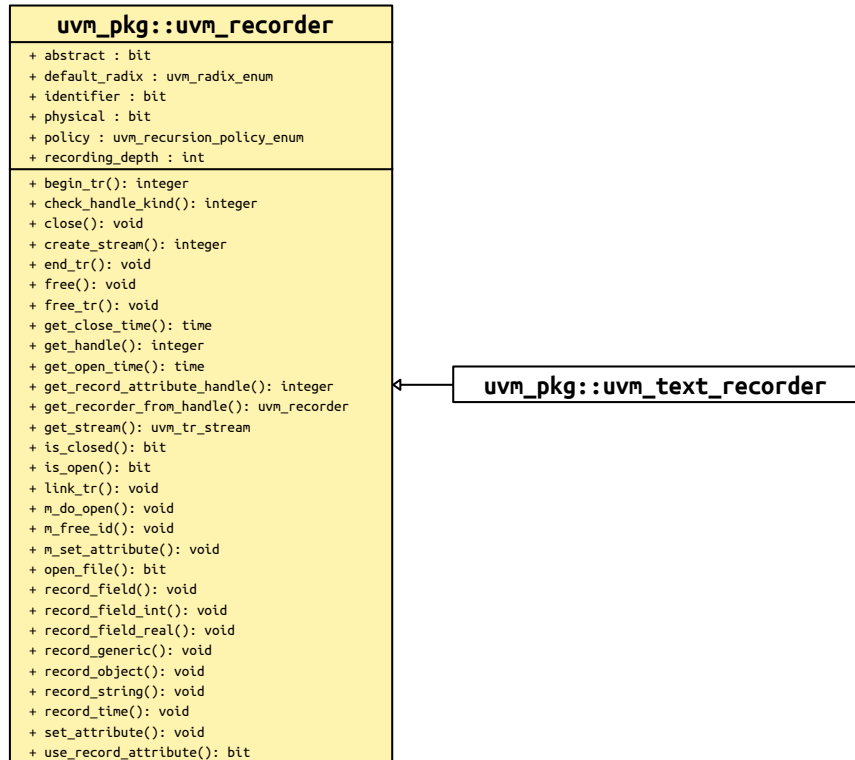 uvm_pkg::uvm_recorder
+ abstract : bit
+ default_radix : uvm_radix_enum
+ identifier : bit
+ physical : bit
+ policy : uvm_recursion_policy_enum
+ recording_depth : int
+ begin_tr(): integer
+ check_handle_kind(): integer
+ close(): void
+ create_stream(): integer
+ end_tr(): void
+ free(): void
+ free_tr(): void
+ get_close_time(): time
+ get_handle(): integer
+ get_open_time(): time
+ get_record_attribute_handle(): integer
+ get_recorder_from_handle(): uvm_recorder
+ get_stream(): uvm_tr_stream
+ is_closed(): bit
+ is_open(): bit
+ link_tr(): void
+ m_do_open(): void
+ m_free_id(): void
+ m_set_attribute(): void
+ open_file(): bit
+ record_field(): void
+ record_field_int(): void
+ record_field_real(): void
+ record_generic(): void
+ record_object(): void
+ record_string(): void
+ record_time(): void
+ set_attribute(): void
+ use_record_attribute(): bit
uvm_pkg::uvm_text_recorder